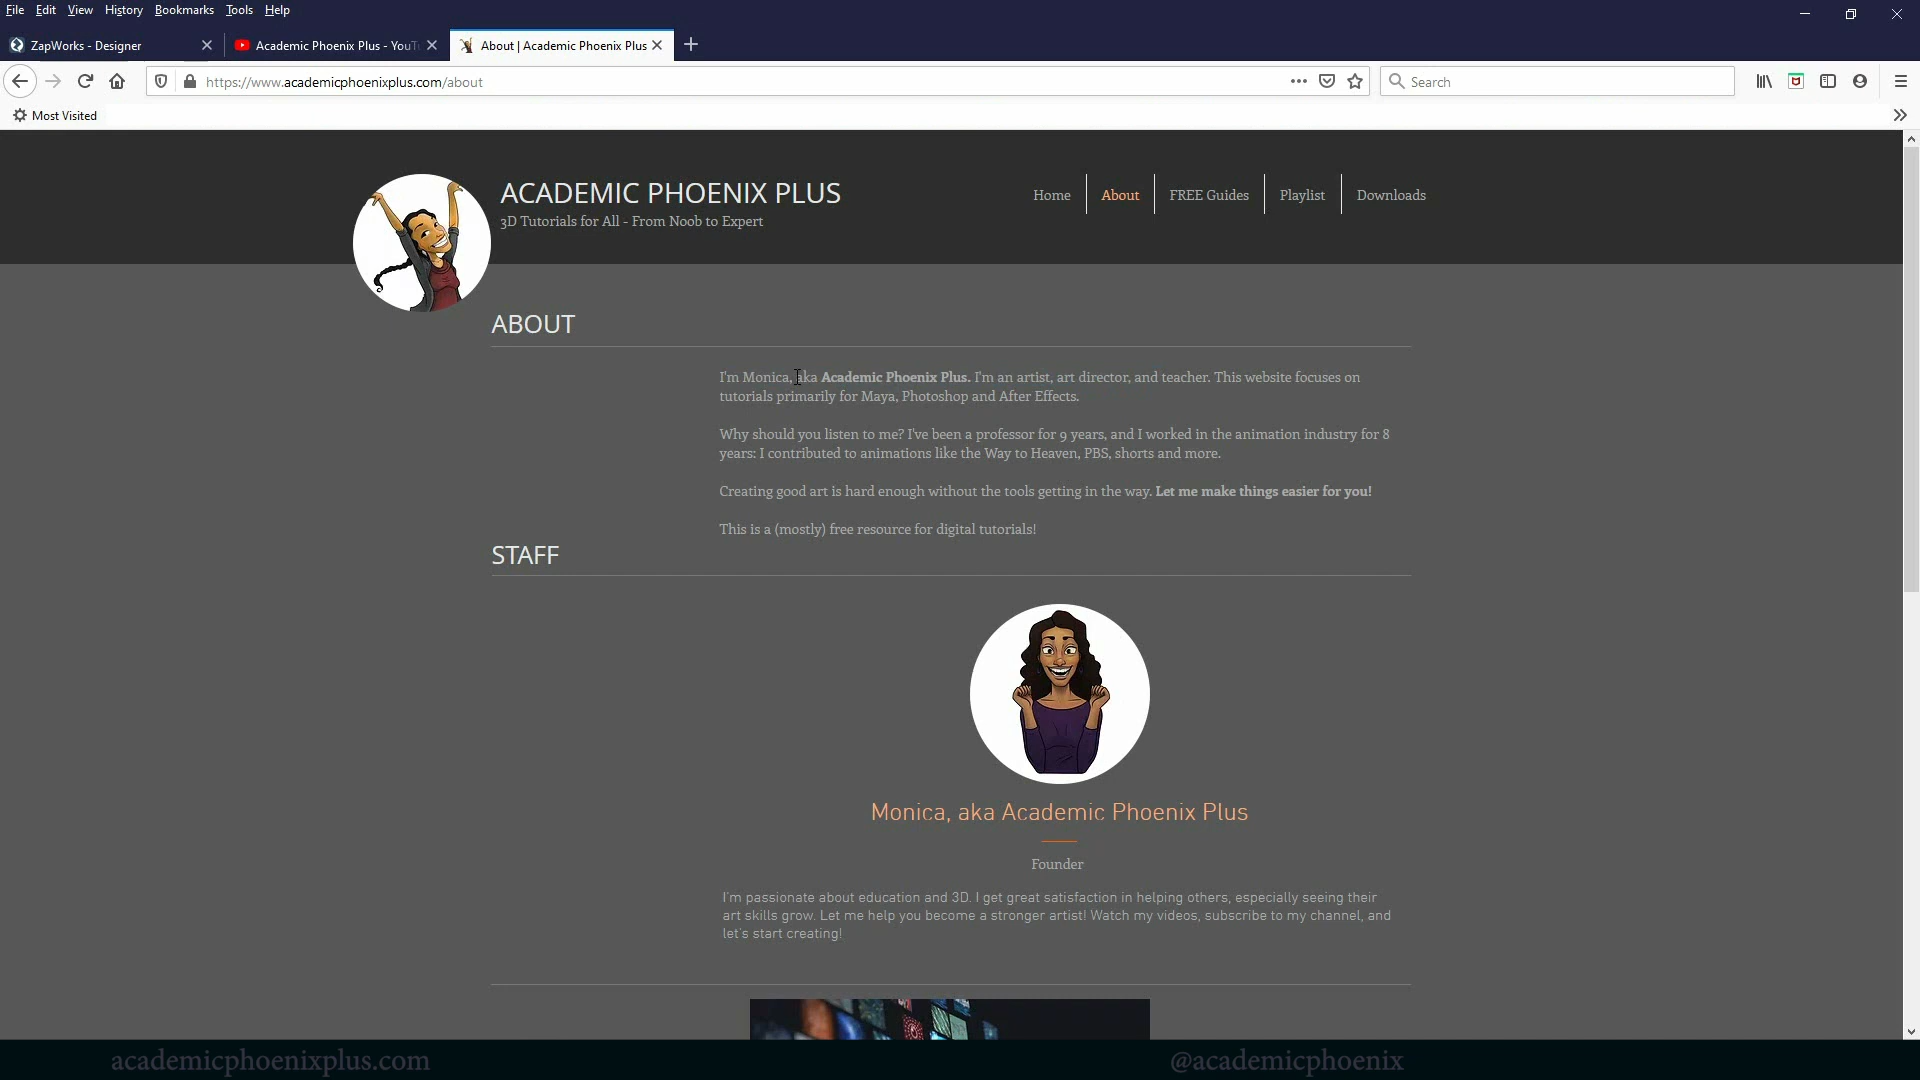 File Edit View History Bookmarks Tools Help
ZapWorks - Designer
Academic Phoenix Plus - YouT
About | Academic Phoenix Plus
https://www.academicphoenixplus.com/about
Search
Most Visited
ACADEMIC PHOENIX PLUS
3D Tutorials for All - From Noob to Expert
Home
About
FREE Guides
Playlist
Downloads
ABOUT
I'm Monica, aka Academic Phoenix Plus. I'm an artist, art director, and teacher. This website focuses on
tutorials primarily for Maya, Photoshop and After Effects.
Why should you listen to me? I've been a professor for 9 years, and I worked in the animation industry for 8
years: I contributed to animations like the Way to Heaven, PBS, shorts and more.
Creating good art is hard enough without the tools getting in the way. Let me make things easier for you!
This is a (mostly) free resource for digital tutorials!
STAFF
Monica, aka Academic Phoenix Plus
Founder
I'm passionate about education and 3D. I get great satisfaction in helping others, especially seeing their
art skills grow. Let me help you become a stronger artist! Watch my videos, subscribe to my channel, and
let's start creating!
academicphoenixplus.com
@academicphoenix